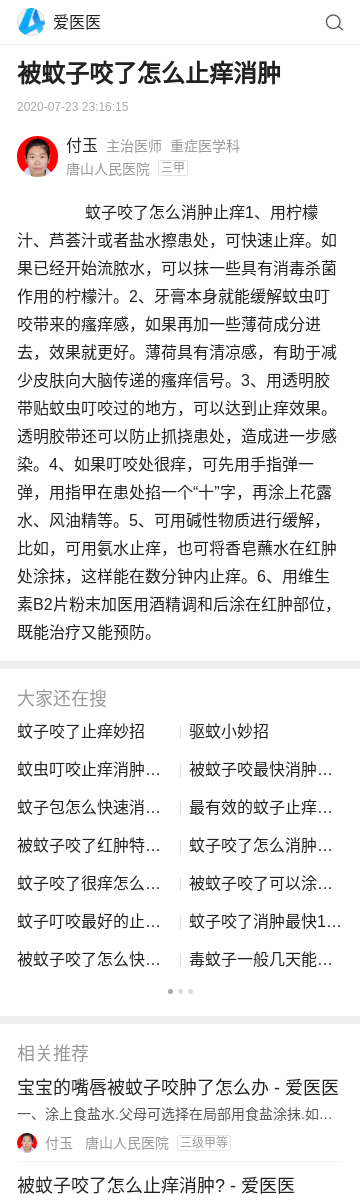 爱医医
被蚊子咬了怎么止痒消肿
2020-07-23 23:16:15
付玉 主治医师 重症医学科
唐山人民医院 三甲
蚊子咬了怎么消肿止痒1、用柠檬
汁、芦荟汁或者盐水擦患处，可快速止痒。如
果已经开始流脓水，可以抹一些具有消毒杀菌
作用的柠檬汁。2、牙膏本身就能缓解蚊虫叮
咬带来的瘙痒感，如果再加一些薄荷成分进
去，效果就更好。薄荷具有清凉感，有助于减
少皮肤向大脑传递的瘙痒信号。3、用透明胶
带贴蚊虫叮咬过的地方，可以达到止痒效果。
透明胶带还可以防止抓挠患处，造成进一步感
染。4、如果叮咬处很痒，可先用手指弹一
弹，用指甲在患处掐一个“十”字，再涂上花露
水、风油精等。5、可用碱性物质进行缓解，
比如，可用氨水止痒，也可将香皂蘸水在红肿
处涂抹，这样能在数分钟内止痒。6、用维生
素B2片粉末加医用酒精调和后涂在红肿部位，
既能治疗又能预防。
大家还在搜
蚊子咬了止痒妙招 驱蚊小妙招
蚊虫叮咬止痒消肿… 被蚊子咬最快消肿…
蚊子包怎么快速消… 最有效的蚊子止痒…
被蚊子咬了红肿特… 蚊子咬了怎么消肿…
蚊子咬了很痒怎么… 被蚊子咬了可以涂…
蚊子叮咬最好的止… 蚊子咬了消肿最快1…
被蚊子咬了怎么快… 毒蚊子一般几天能…
相关推荐
宝宝的嘴唇被蚊子咬肿了怎么办 - 爱医医
一、涂上食盐水.父母可选择在局部用食盐涂抹.如…
付玉 唐山人民医院 三级甲等
被蚊子咬了怎么止痒消肿? - 爱医医